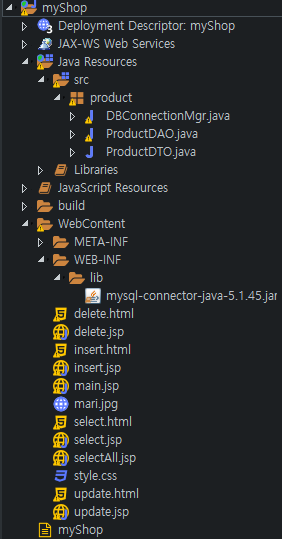 myShop
Deployment Descriptor: myShop
JAX-WS Web Services
Java Resources
src
product
DBConnectionMgr.java
ProductDAO.java
ProductDTO.java
Libraries
JavaScript Resources
build
WebContent
META-INF
WEB-INF
lib
mysql-connector-java-5.1.45.jar
delete.html
delete.jsp
insert.html
insert.jsp
main.jsp
mari.jpg
select.html
select.jsp
selectAll.jsp
style.css
update.html
update.jsp
myShop